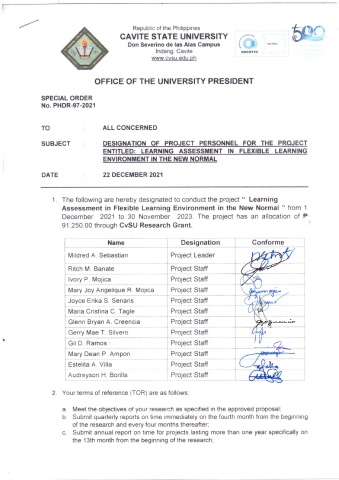 Republic of the Philippines
CAVITE STATE UNIVERSITY
Don Severino de las Alas Campus
Indang, Cavite
www.cvsu.edu.ph
500
OFFICE OF THE UNIVERSITY PRESIDENT
SPECIAL ORDER
No. PHDR-97-2021
TO : ALL CONCERNED
SUBJECT : DESIGNATION OF PROJECT PERSONNEL FOR THE PROJECT
ENTITLED: LEARNING ASSESSMENT IN FLEXIBLE LEARNING
ENVIRONMENT IN THE NEW NORMAL
DATE : 22 DECEMBER 2021
1. The following are hereby designated to conduct the project " Learning
Assessment in Flexible Learning Environment in the New Normal " from 1
December 2021 to 30 November 2023. The project has an allocation of ₱
91,250.00 through CvSU Research Grant.
Name Designation Conforme
Mildred A. Sebastian Project Leader
Ritch M. Banate Project Staff
Ivory P. Mojica Project Staff
Mary Joy Angelique R. Mojica Project Staff
Joyce Erika S. Senaris Project Staff
Maria Cristina C. Tagle Project Staff
Glenn Bryan A. Creencia Project Staff
Gerry Mae T. Silvero Project Staff
Gil D. Ramos Project Staff
Mary Dean P. Ampon Project Staff
Estelita A. Villa Project Staff
Audreyson H. Borilla Project Staff
2. Your terms of reference (TOR) are as follows:
a. Meet the objectives of your research as specified in the approved proposal;
b. Submit quarterly reports on time on the fourth month from the beginning
of the research and every four months thereafter;
c. Submit annual report on time for projects lasting more than one year specifically on
the 13th month from the beginning of the research;